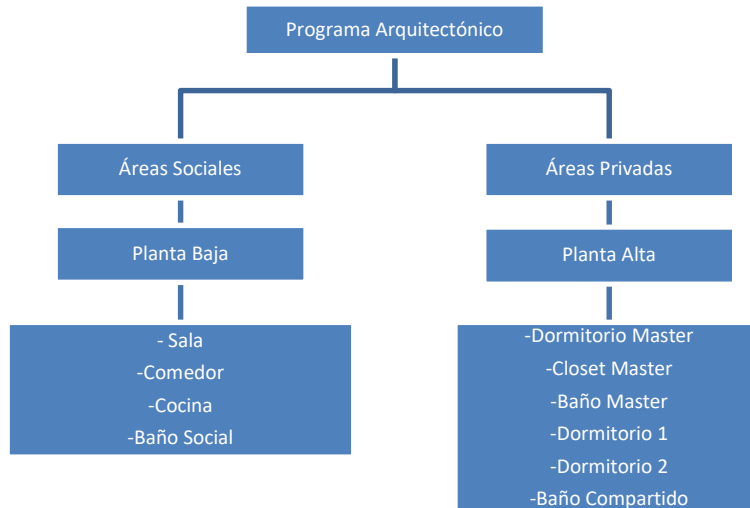 Programa Arquitectónico
Áreas Sociales
Planta Baja
- Sala
-Comedor
-Cocina
-Baño Social
Áreas Privadas
Planta Alta
-Dormitorio Master
-Closet Master
-Baño Master
-Dormitorio 1
-Dormitorio 2
-Baño Compartido